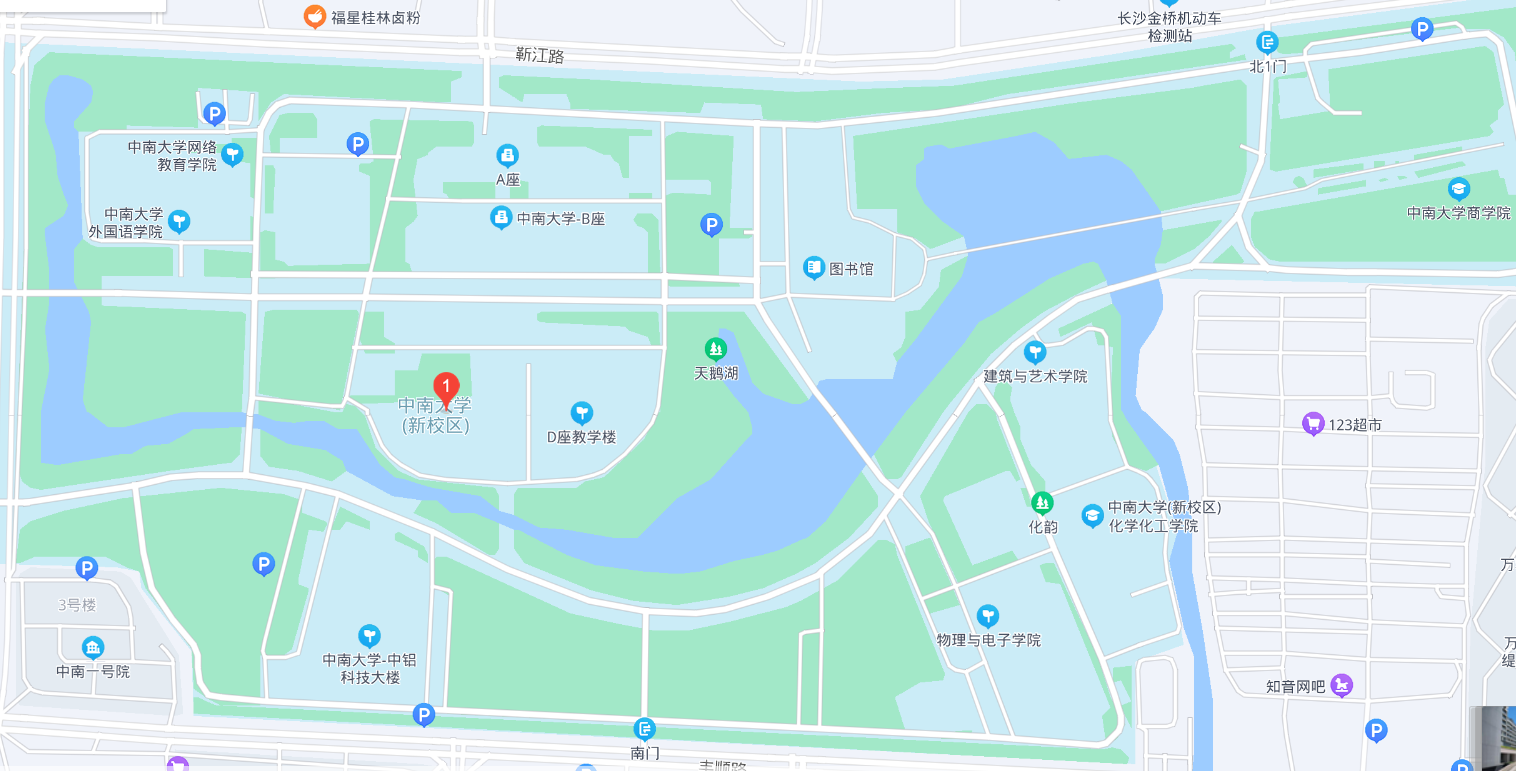 福星桂林卤粉
长沙金桥机动车
检测站
靳江路
北1门
P
P
P
中南大学网络
教育学院
A座
中南大学
外国语学院
中南大学-B座
P
中南大学商学院
图书馆
天鹅湖
建筑与艺术学院
1
中南大学
(新校区)
D座教学楼
123超市
中南大学(新校区)
化学化工学院
化韵
P
P
3号楼
万
中南一号院
中南大学-中铝
科技大楼
物理与电子学院
万
缇
知音网吧
P
南门
P
P